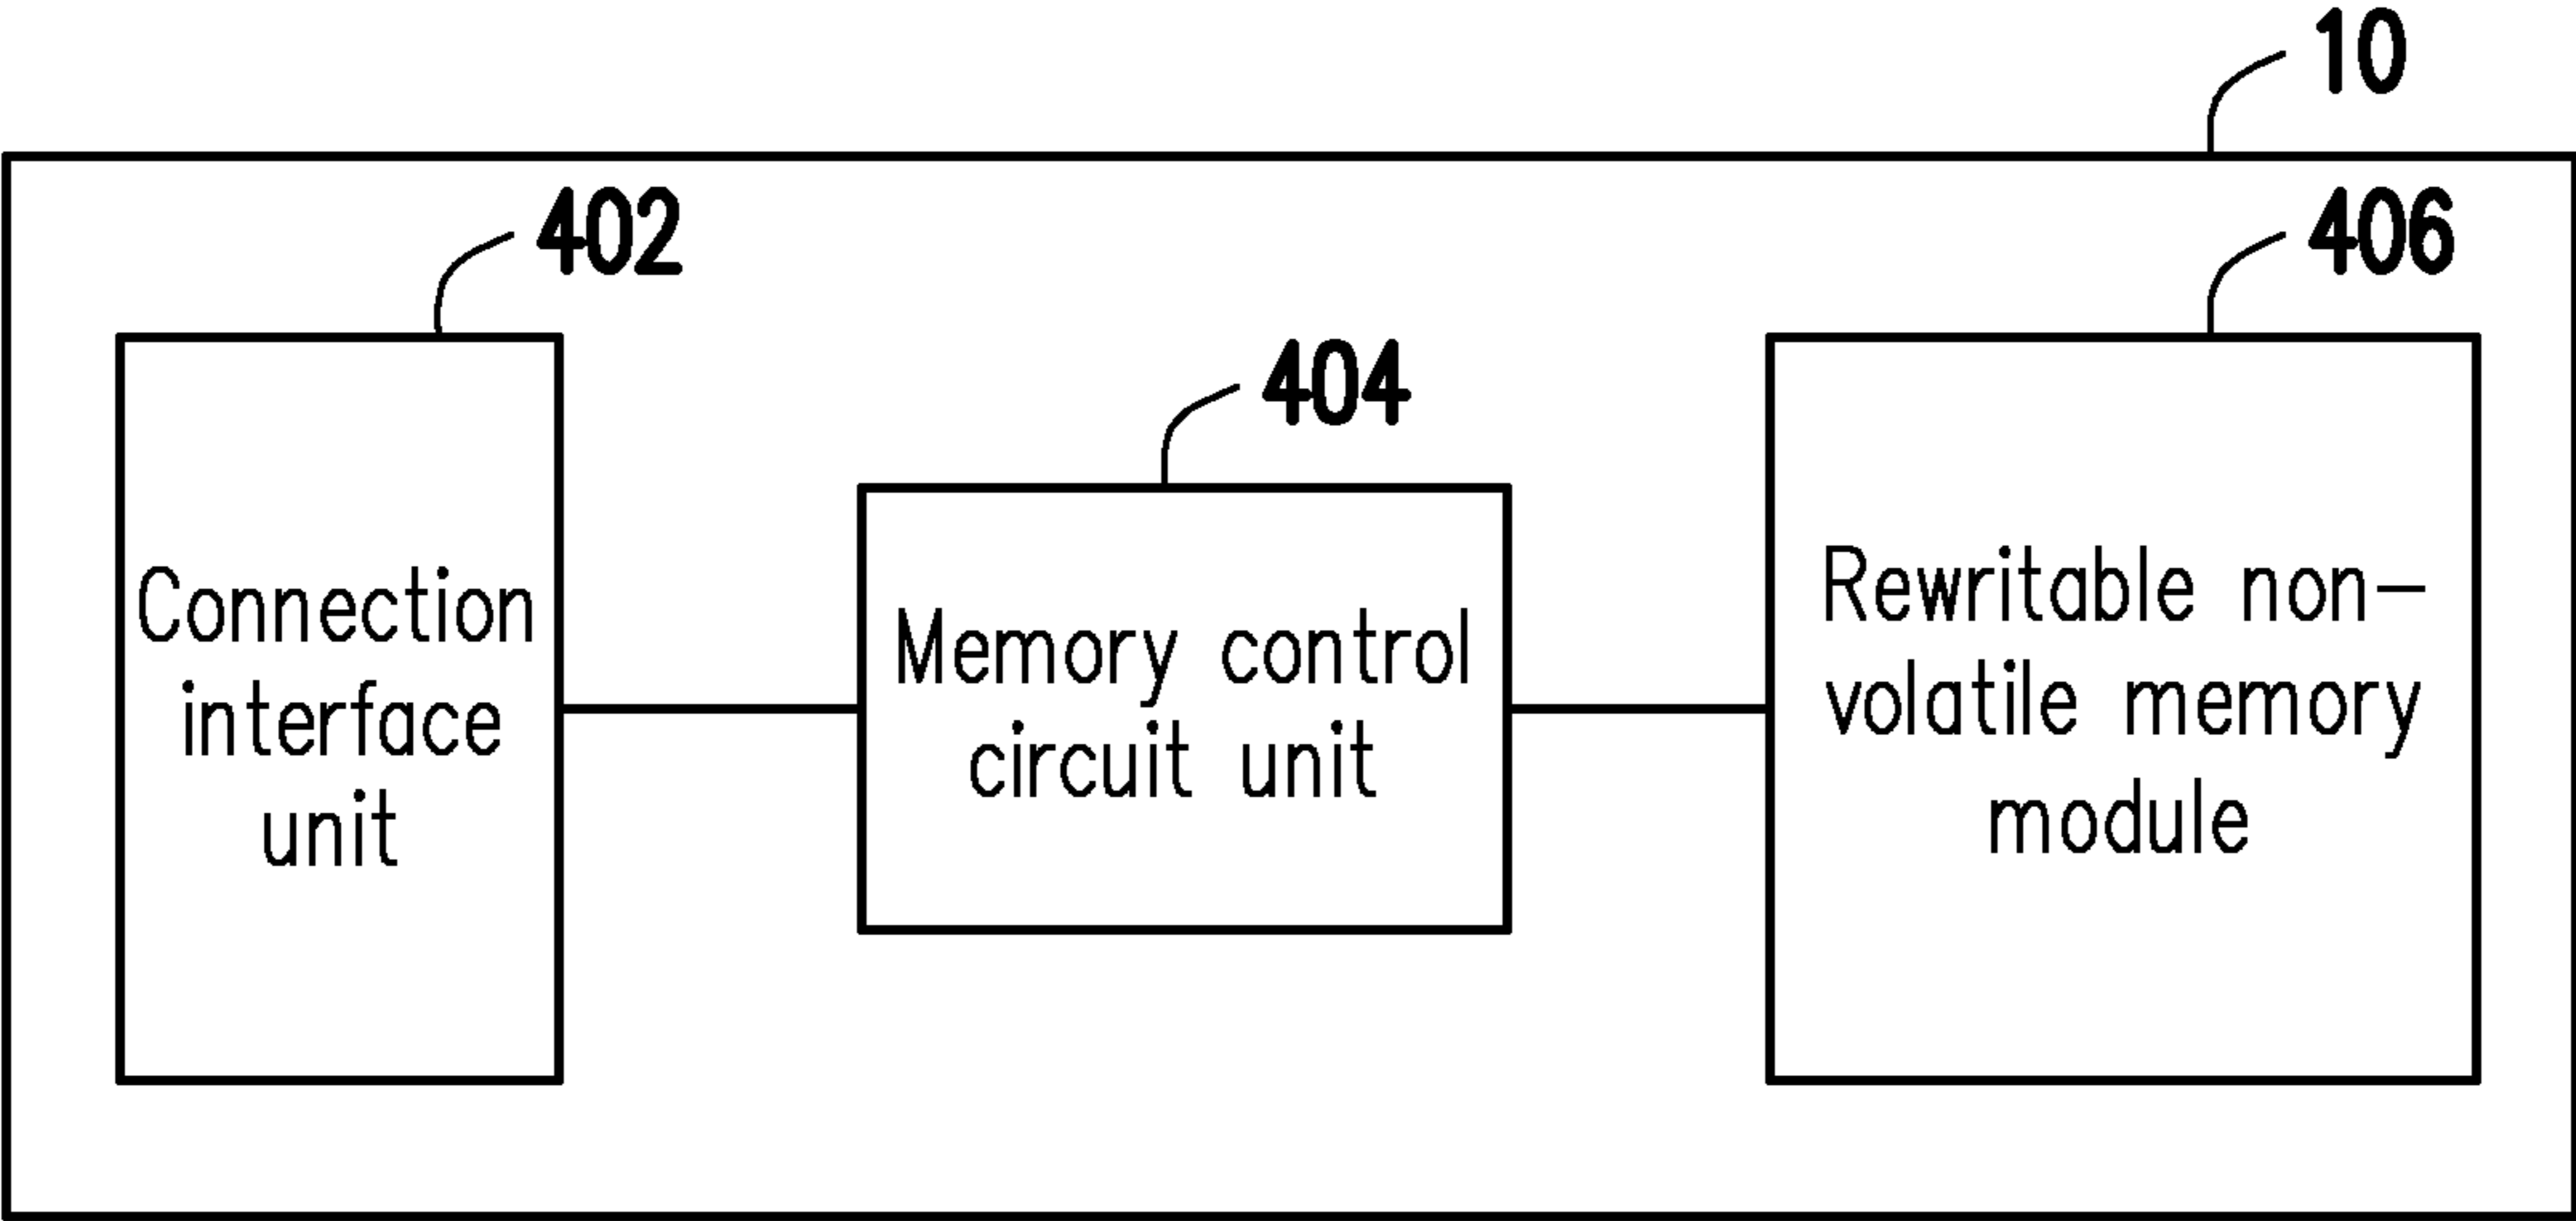 10
402
406
404
Connection
interface
unit
Memory control
circuit unit
Rewritable non-
volatile memory
module